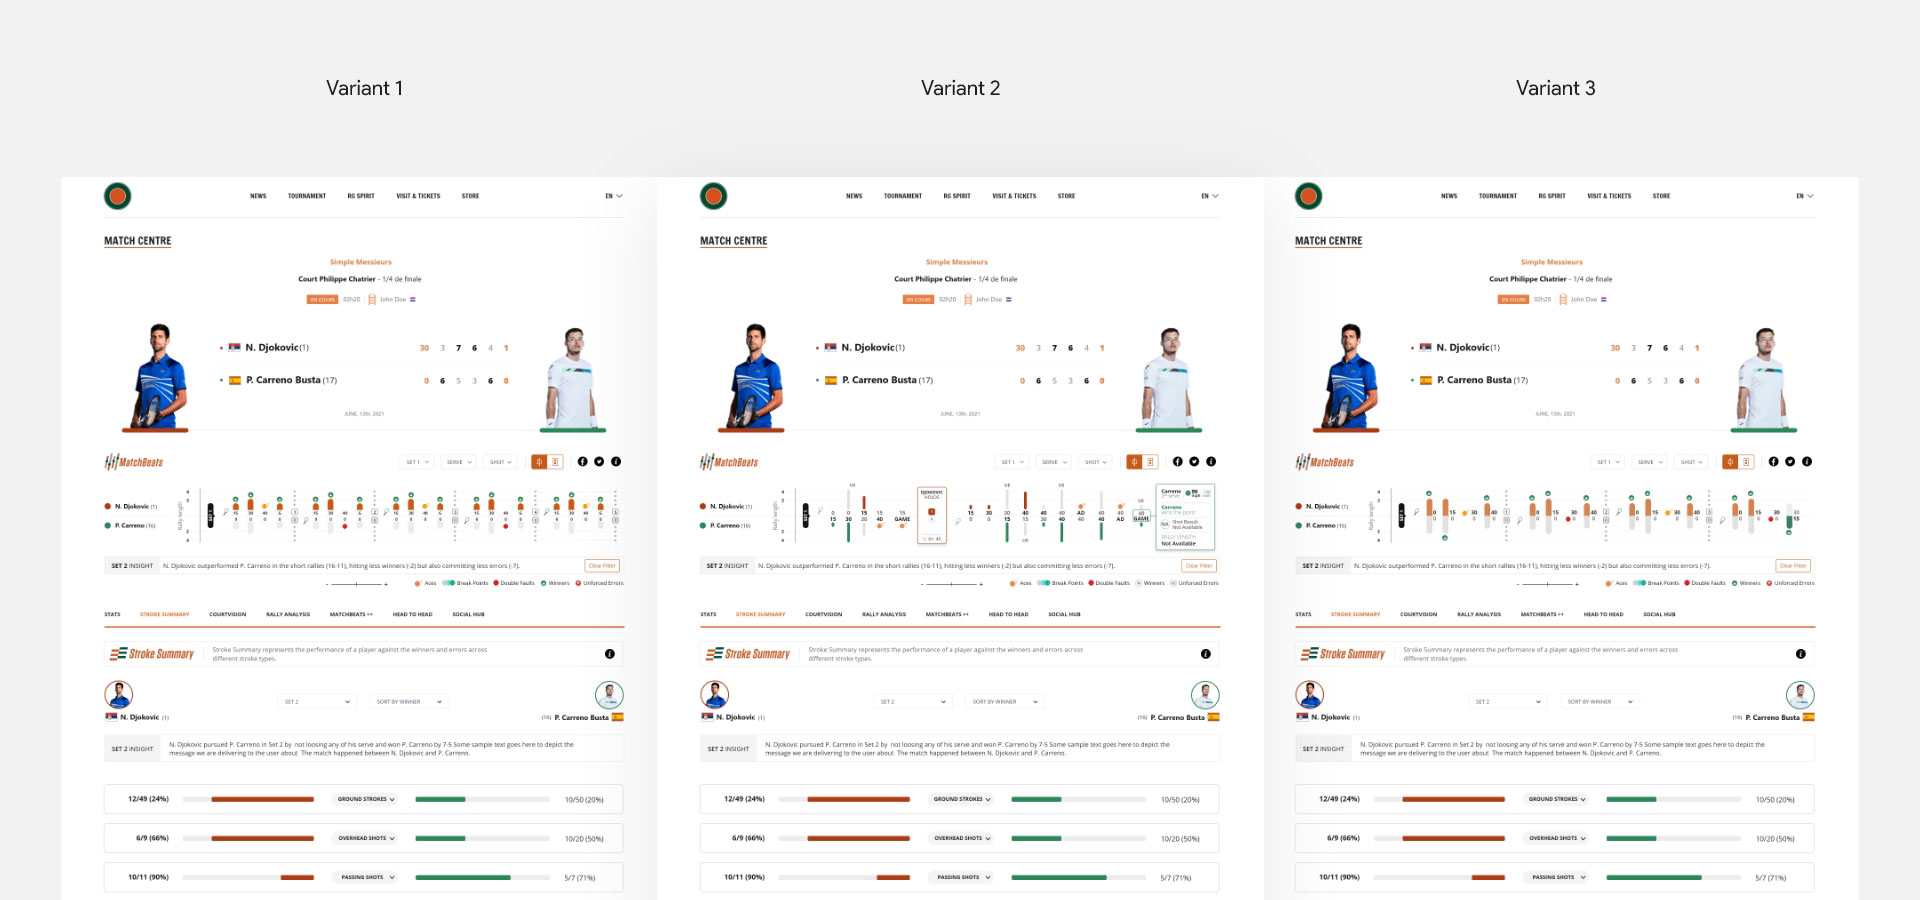 Variant 1
Variant 2
Variant 3
NEWS TOURNAMENT RG SPIRIT VISIT & TICKETS STORE EN
MATCH CENTRE
Simple Messieurs
Court Philippe Chatrier - 1/4 de finale
EN COURS 02h20 John Doe
N. Djokovic(1) 30 3 7 6 4 1
P. Carreno Busta (17) 0 6 5 3 6 0
JUNE, 13th, 2021
MatchBeats SET 1 SERVE SHOT
Rally length
N. Djokovic (1)
P. Carreno (16)
SET 2 INSIGHT N. Djokovic outperformed P. Carreno in the short rallies (16-11), hitting less winners (-2) but also committing less errors (-7). Clear Filter
- + Aces Break Points Double Faults Winners Unforced Errors
STATS STROKE SUMMARY COURTVISION RALLY ANALYSIS MATCHBEATS ++ HEAD TO HEAD SOCIAL HUB
Stroke Summary Stroke Summary represents the performance of a player against the winners and errors across
different stroke types.
SET 2 SORT BY WINNER
N. Djokovic (1) (16) P. Carreno Busta
SET 2 INSIGHT N. Djokovic pursued P. Carreno in Set 2 by not loosing any of his serve and won P. Carreno by 7-5 Some sample text goes here to depict the
message we are delivering to the user about The match happened between N. Djokovic and P. Carreno.
12/49 (24%) GROUND STROKES 10/50 (20%)
6/9 (66%) OVERHEAD SHOTS 10/20 (50%)
10/11 (90%) PASSING SHOTS 5/7 (71%)
NEWS TOURNAMENT RG SPIRIT VISIT & TICKETS STORE EN
MATCH CENTRE
Simple Messieurs
Court Philippe Chatrier - 1/4 de finale
EN COURS 02h20 John Doe
N. Djokovic(1) 30 3 7 6 4 1
P. Carreno Busta (17) 0 6 5 3 6 0
JUNE, 13th, 2021
MatchBeats SET 1 SERVE SHOT
Rally length
N. Djokovic (1)
P. Carreno (16)
GAME
Djokovic
HOLDS
AD
GAME
Carreno
Carreno
wins the point
Shot Result
Not Available
RALLY LENGTH
Not Available
SET 2 INSIGHT N. Djokovic outperformed P. Carreno in the short rallies (16-11), hitting less winners (-2) but also committing less errors (-7). Clear Filter
- + Aces Break Points Double Faults Winners Unforced Errors
STATS STROKE SUMMARY COURTVISION RALLY ANALYSIS MATCHBEATS ++ HEAD TO HEAD SOCIAL HUB
Stroke Summary Stroke Summary represents the performance of a player against the winners and errors across
different stroke types.
SET 2 SORT BY WINNER
N. Djokovic (1) (16) P. Carreno Busta
SET 2 INSIGHT N. Djokovic pursued P. Carreno in Set 2 by not loosing any of his serve and won P. Carreno by 7-5 Some sample text goes here to depict the
message we are delivering to the user about The match happened between N. Djokovic and P. Carreno.
12/49 (24%) GROUND STROKES 10/50 (20%)
6/9 (66%) OVERHEAD SHOTS 10/20 (50%)
10/11 (90%) PASSING SHOTS 5/7 (71%)
NEWS TOURNAMENT RG SPIRIT VISIT & TICKETS STORE EN
MATCH CENTRE
Simple Messieurs
Court Philippe Chatrier - 1/4 de finale
EN COURS 02h20 John Doe
N. Djokovic(1) 30 3 7 6 4 1
P. Carreno Busta (17) 0 6 5 3 6 0
JUNE, 13th, 2021
MatchBeats SET 1 SERVE SHOT
Rally length
N. Djokovic (1)
P. Carreno (16)
SET 2 INSIGHT N. Djokovic outperformed P. Carreno in the short rallies (16-11), hitting less winners (-2) but also committing less errors (-7). Clear Filter
- + Aces Break Points Double Faults Winners Unforced Errors
STATS STROKE SUMMARY COURTVISION RALLY ANALYSIS MATCHBEATS ++ HEAD TO HEAD SOCIAL HUB
Stroke Summary Stroke Summary represents the performance of a player against the winners and errors across
different stroke types.
SET 2 SORT BY WINNER
N. Djokovic (1) (16) P. Carreno Busta
SET 2 INSIGHT N. Djokovic pursued P. Carreno in Set 2 by not loosing any of his serve and won P. Carreno by 7-5 Some sample text goes here to depict the
message we are delivering to the user about The match happened between N. Djokovic and P. Carreno.
12/49 (24%) GROUND STROKES 10/50 (20%)
6/9 (66%) OVERHEAD SHOTS 10/20 (50%)
10/11 (90%) PASSING SHOTS 5/7 (71%)